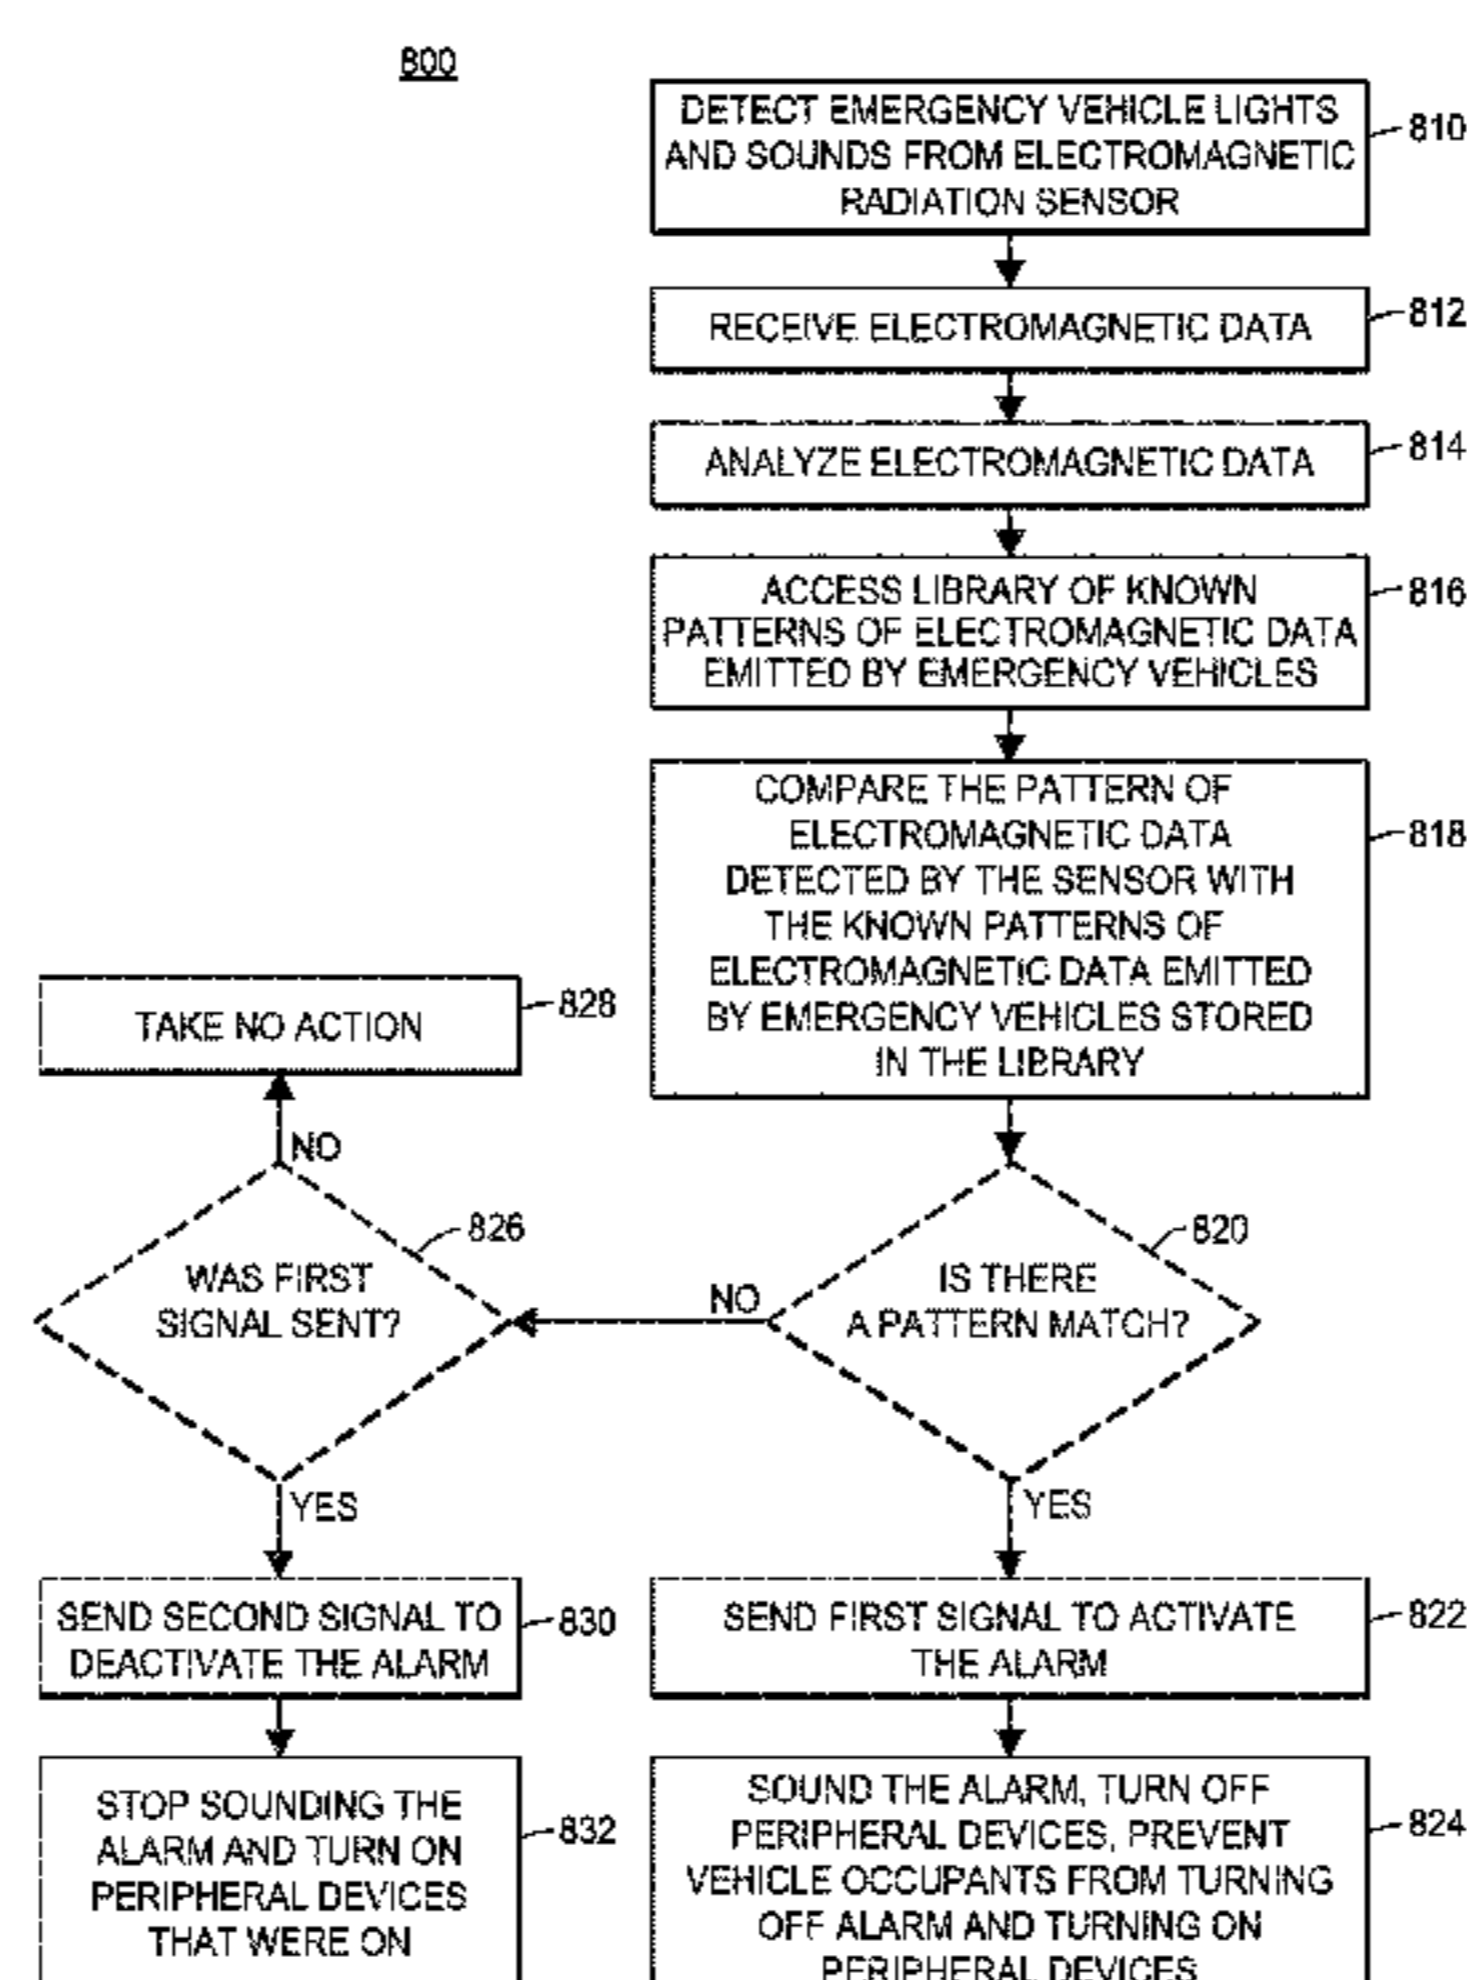 800
DETECT EMERGENCY VEHICLE LIGHTS
AND SOUNDS FROM ELECTROMAGNETIC
RADIATION SENSOR
810
RECEIVE ELECTROMAGNETIC DATA
812
ANALYZE ELECTROMAGNETIC DATA
814
ACCESS LIBRARY OF KNOWN
PATTERNS OF ELECTROMAGNETIC DATA
EMITTED BY EMERGENCY VEHICLES
816
COMPARE THE PATTERN OF
ELECTROMAGNETIC DATA
DETECTED BY THE SENSOR WITH
THE KNOWN PATTERNS OF
ELECTROMAGNETIC DATA EMITTED
BY EMERGENCY VEHICLES STORED
IN THE LIBRARY
818
TAKE NO ACTION
828
NO
WAS FIRST
SIGNAL SENT?
826
NO
IS THERE
A PATTERN MATCH?
820
YES
YES
SEND SECOND SIGNAL TO
DEACTIVATE THE ALARM
830
SEND FIRST SIGNAL TO ACTIVATE
THE ALARM
822
STOP SOUNDING THE
ALARM AND TURN ON
PERIPHERAL DEVICES
THAT WERE ON
832
SOUND THE ALARM, TURN OFF
PERIPHERAL DEVICES, PREVENT
VEHICLE OCCUPANTS FROM TURNING
OFF ALARM AND TURNING ON
PERIPHERAL DEVICES
824